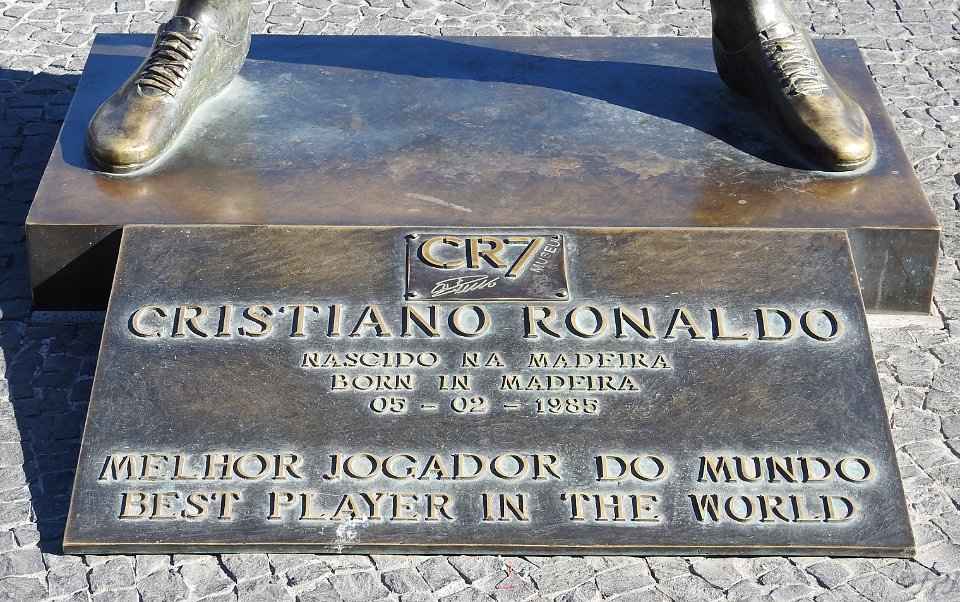 CR7
MUSEU
CRISTIANO RONALDO
NASCIDO NA MADEIRA
BORN IN MADEIRA
05 - 02 - 1985
MELHOR JOGADOR DO MUNDO
BEST PLAYER IN THE WORLD